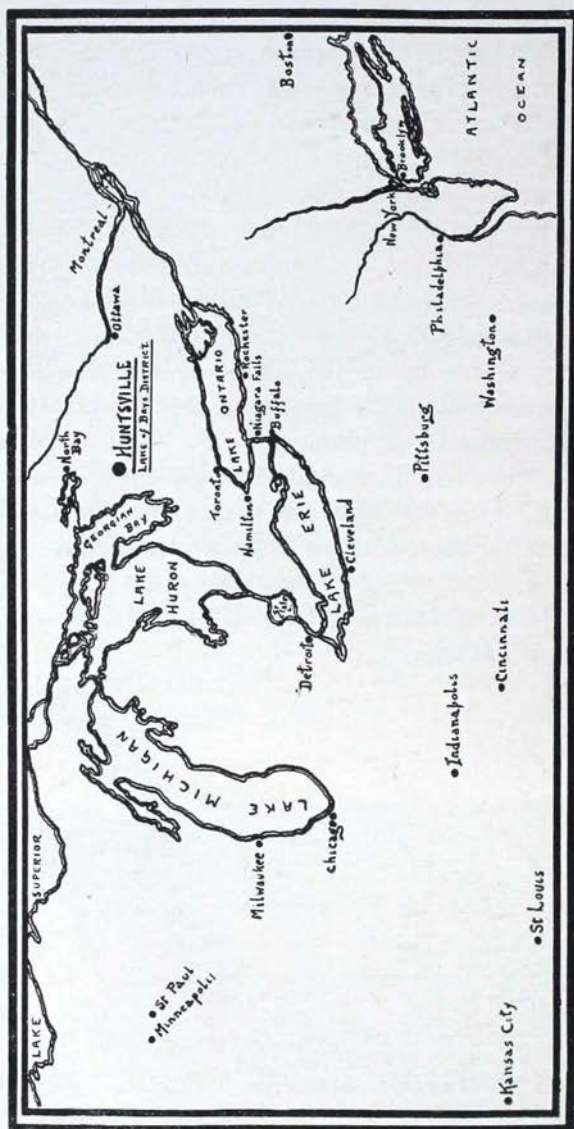 LAKE
SUPERIOR
North
Bay
Montreal
Ottawa
HUNTSVILLE
LAKE of BAYS DISTRICT
GEORGIAN
BAY
LAKE
HURON
St Paul
Minneapolis
LAKE
MICHIGAN
Milwaukee
Chicago
Toronto
LAKE ONTARIO
Hamilton
Rochester
Niagara Falls
Buffalo
Detroit
LAKE ERIE
Cleveland
Boston
New York
Brooklyn
ATLANTIC
OCEAN
Philadelphia
Pittsburg
Washington
Indianapolis
Cincinnati
St Louis
Kansas City